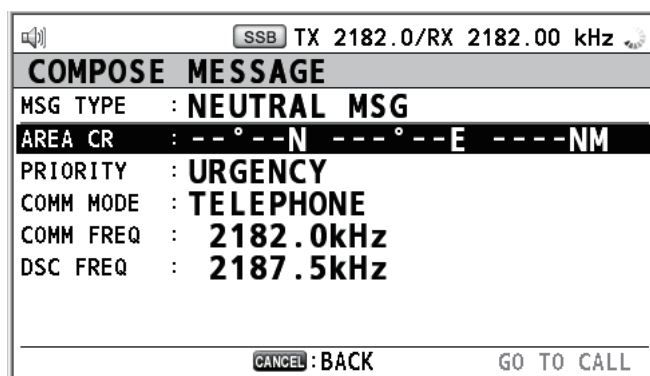 SSB TX 2182.0/RX 2182.00 kHz
COMPOSE MESSAGE
MSG TYPE : NEUTRAL MSG
AREA CR : --°--N ---°--E ----NM
PRIORITY : URGENCY
COMM MODE : TELEPHONE
COMM FREQ : 2182.0kHz
DSC FREQ : 2187.5kHz
CANCEL : BACK GO TO CALL